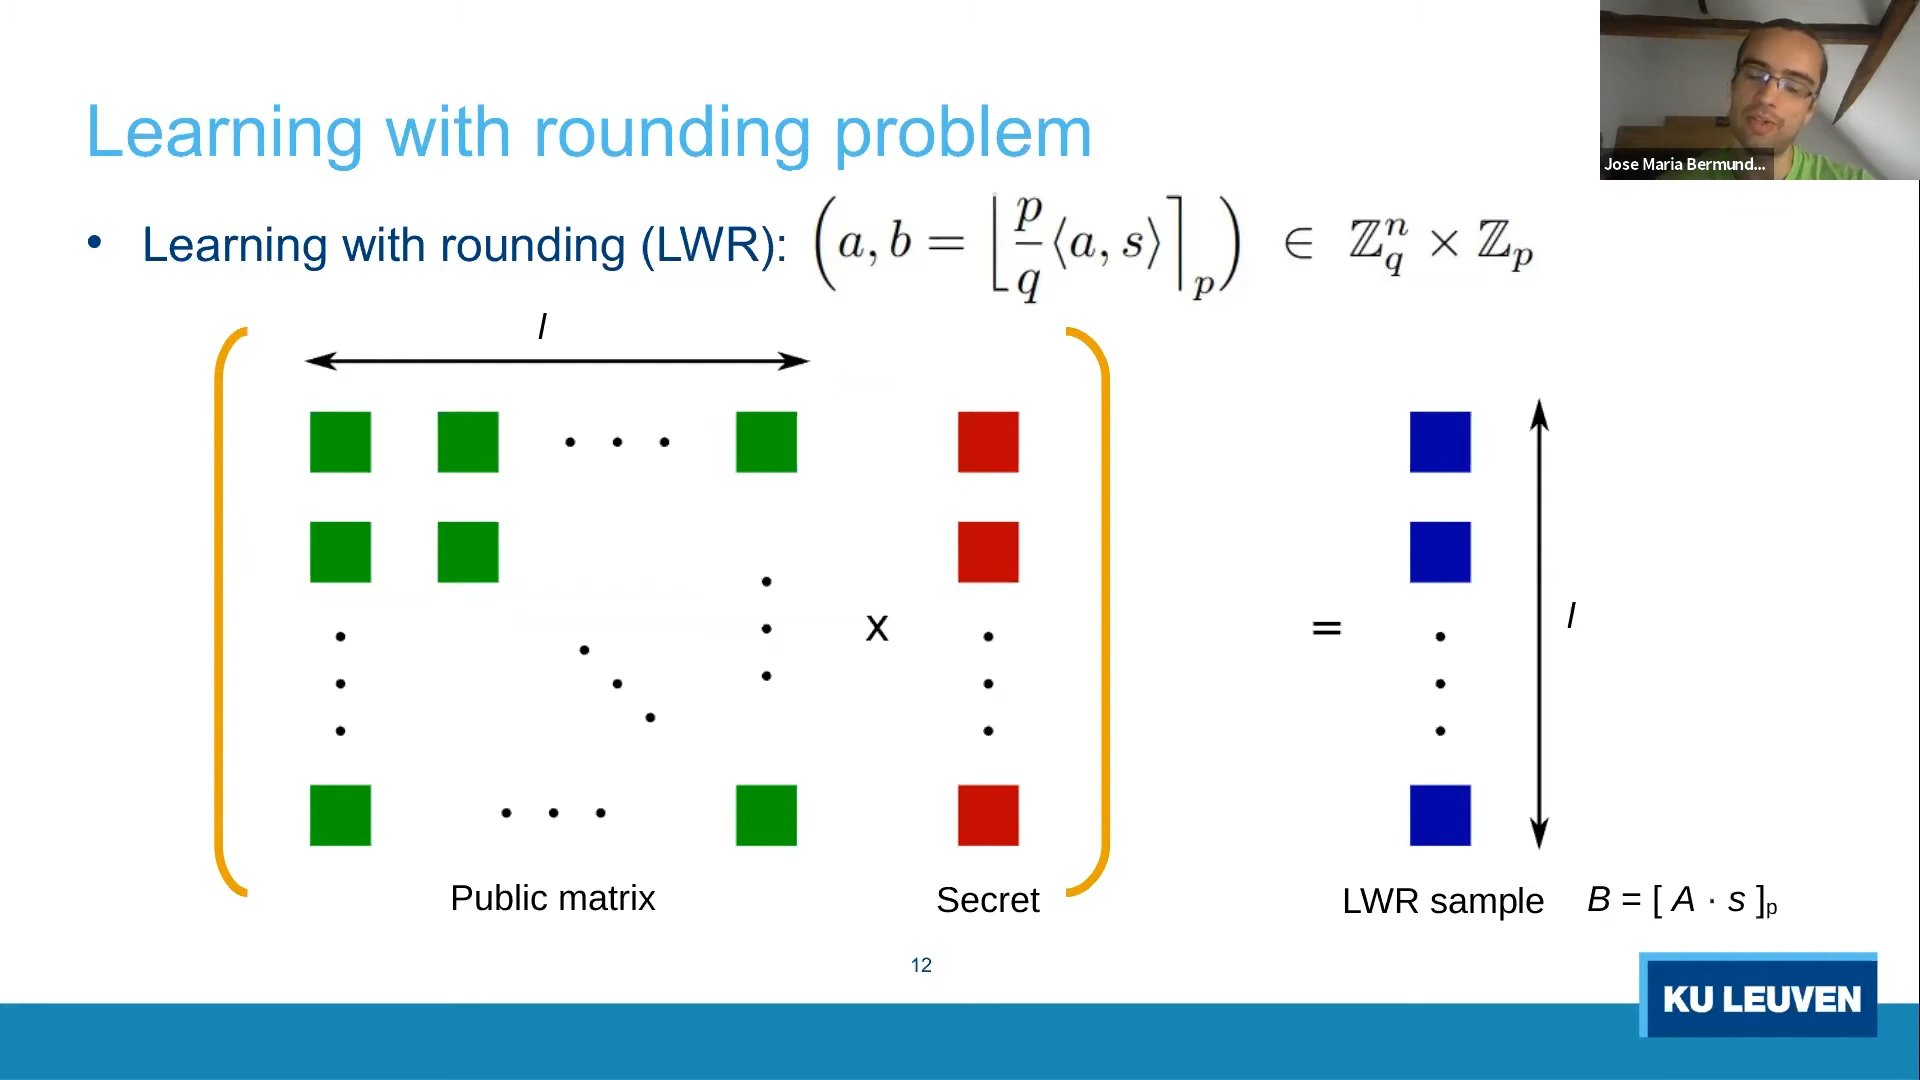 Learning with rounding problem
Jose Maria Bermund...
• Learning with rounding (LWR): (a, b = ⌊p/q ⟨a, s⟩⌉_p) ∈ ℤ_q^n × ℤ_p
l
x
=
l
Public matrix
Secret
LWR sample
B = [ A · s ]_p
12
KU LEUVEN